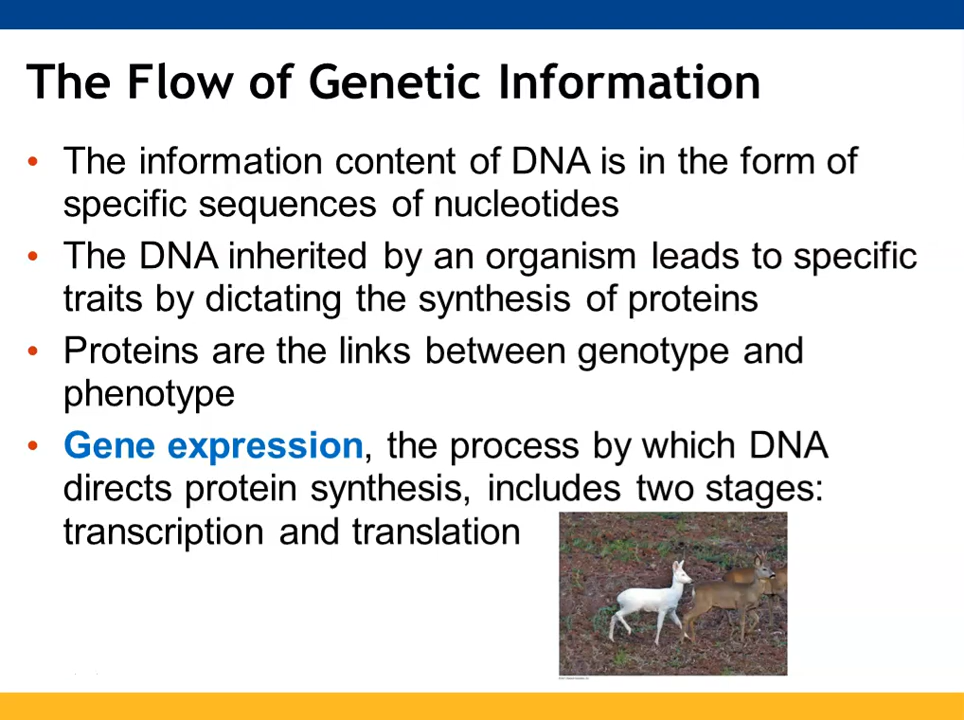 The Flow of Genetic Information
• The information content of DNA is in the form of
specific sequences of nucleotides
• The DNA inherited by an organism leads to specific
traits by dictating the synthesis of proteins
• Proteins are the links between genotype and
phenotype
• Gene expression, the process by which DNA
directs protein synthesis, includes two stages:
transcription and translation